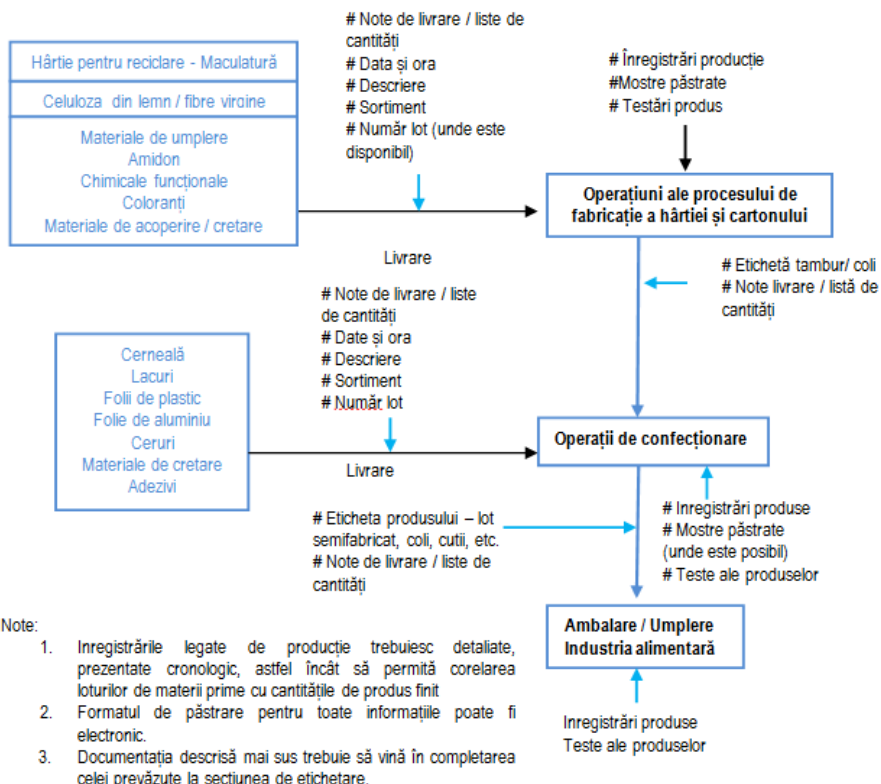 # Note de livrare / liste de
cantități
# Data și ora
# Descriere
# Sortiment
# Număr lot (unde este
disponibil)
Hârtie pentru reciclare - Maculatură
Celuloza din lemn / fibre virgine
Materiale de umplere
Amidon
Chimicale funcționale
Coloranți
Materiale de acoperire / cretare
# Înregistrări producție
#Mostre păstrate
# Testări produs
Operațiuni ale procesului de
fabricație a hârtiei și cartonului
Livrare
# Etichetă tambur/ coli
# Note livrare / listă de
cantități
# Note de livrare / liste
de cantități
# Date și ora
# Descriere
# Sortiment
# Număr lot
Cerneală
Lacuri
Folii de plastic
Folie de aluminiu
Ceruri
Materiale de cretare
Adezivi
Livrare
Operații de confecționare
# Eticheta produsului – lot
semifabricat, coli, cutii, etc.
# Note de livrare / liste de
cantități
# Inregistrări produse
# Mostre păstrate
(unde este posibil)
# Teste ale produselor
Ambalare / Umplere
Industria alimentară
Inregistrări produse
Teste ale produselor
Note:
1. Inregistrările legate de producție trebuiesc detaliate,
prezentate cronologic, astfel încât să permită corelarea
loturilor de materii prime cu cantitățile de produs finit
2. Formatul de păstrare pentru toate informațiile poate fi
electronic.
3. Documentația descrisă mai sus trebuie să vină în completarea
celei prevăzute la secțiunea de etichetare.